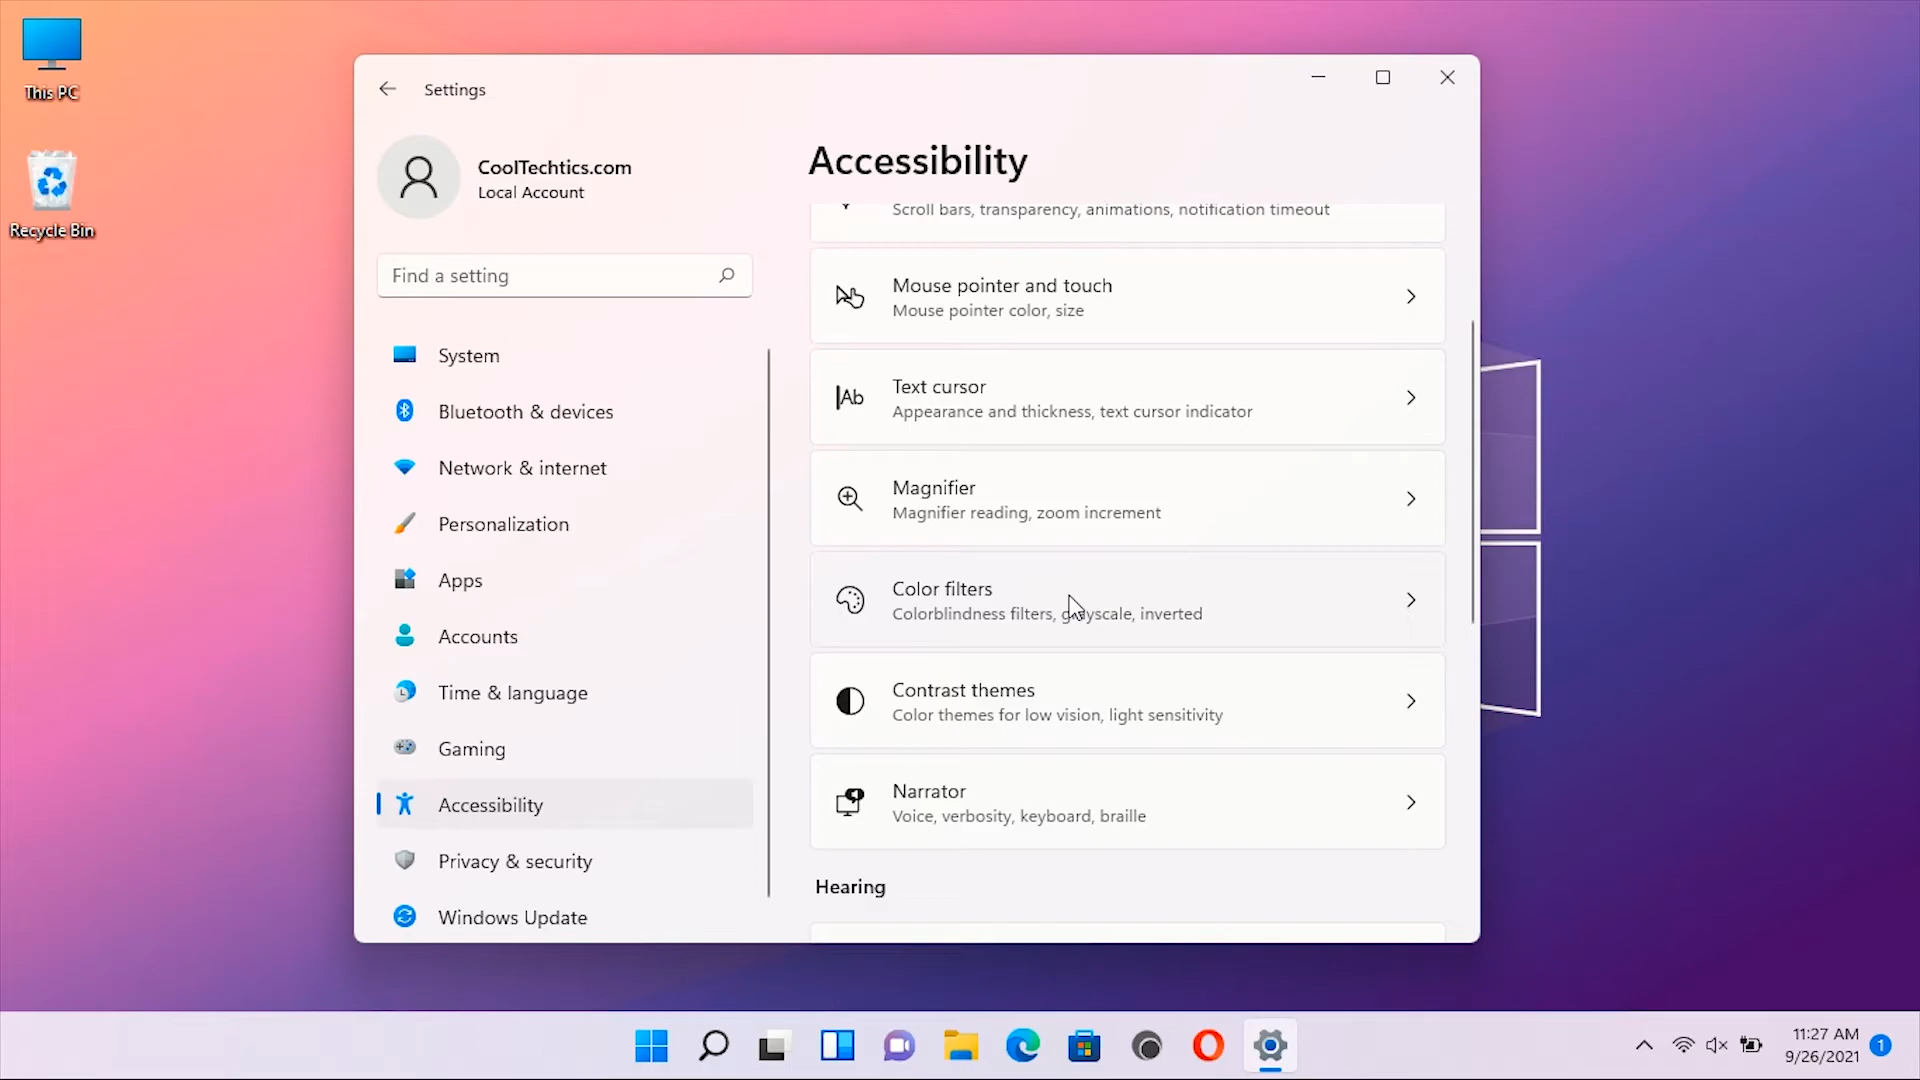 This PC
Recycle Bin
Settings
CoolTechtics.com
Local Account
Find a setting
System
Bluetooth & devices
Network & internet
Personalization
Apps
Accounts
Time & language
Gaming
Accessibility
Privacy & security
Windows Update
Accessibility
Scroll bars, transparency, animations, notification timeout
Mouse pointer and touch
Mouse pointer color, size
Ab
Text cursor
Appearance and thickness, text cursor indicator
Magnifier
Magnifier reading, zoom increment
Color filters
Colorblindness filters, grayscale, inverted
Contrast themes
Color themes for low vision, light sensitivity
Narrator
Voice, verbosity, keyboard, braille
Hearing
11:27 AM
9/26/2021
1